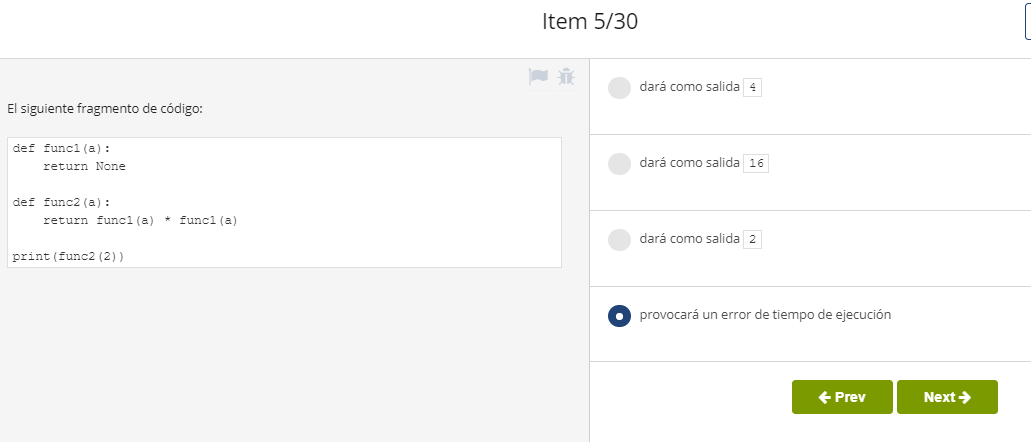 Item 5/30
El siguiente fragmento de código:
def func1(a):
    return None
def func2(a):
    return func1(a) * func1(a)
print(func2(2))
dará como salida 4
dará como salida 16
dará como salida 2
provocará un error de tiempo de ejecución
Prev
Next